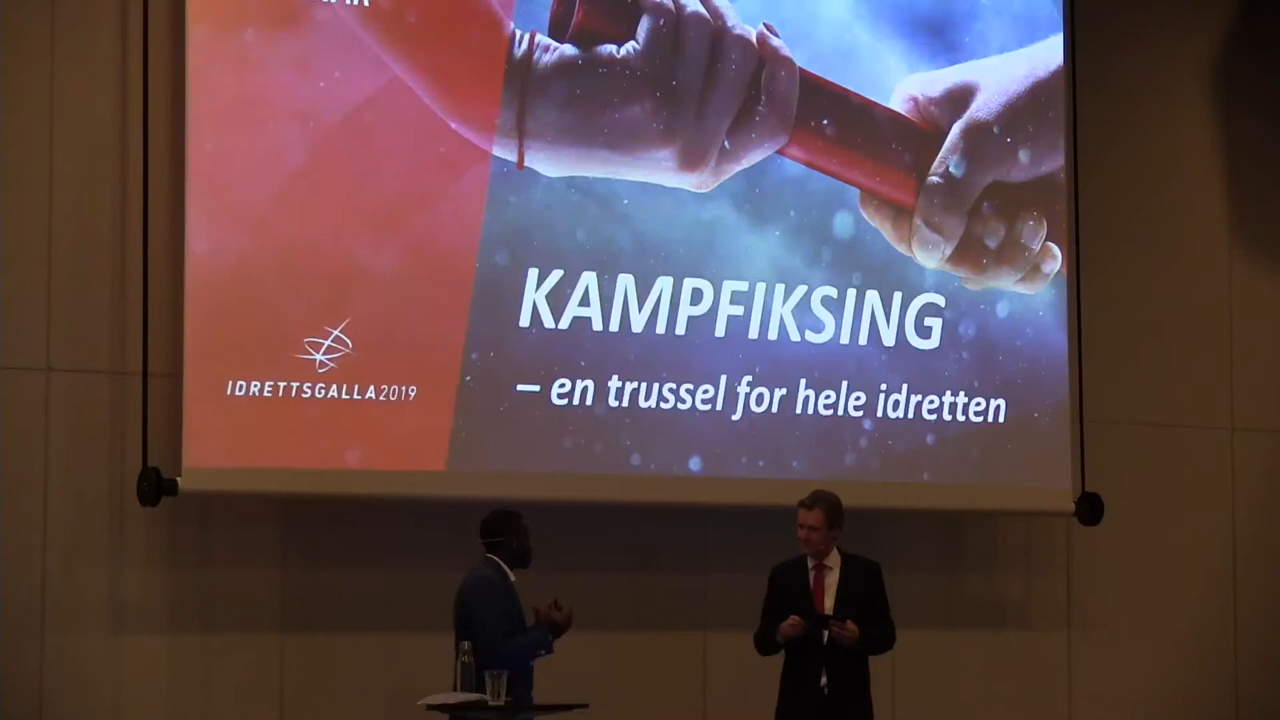 KAMPFIKSING
– en trussel for hele idretten
IDRETTSGALLA2019